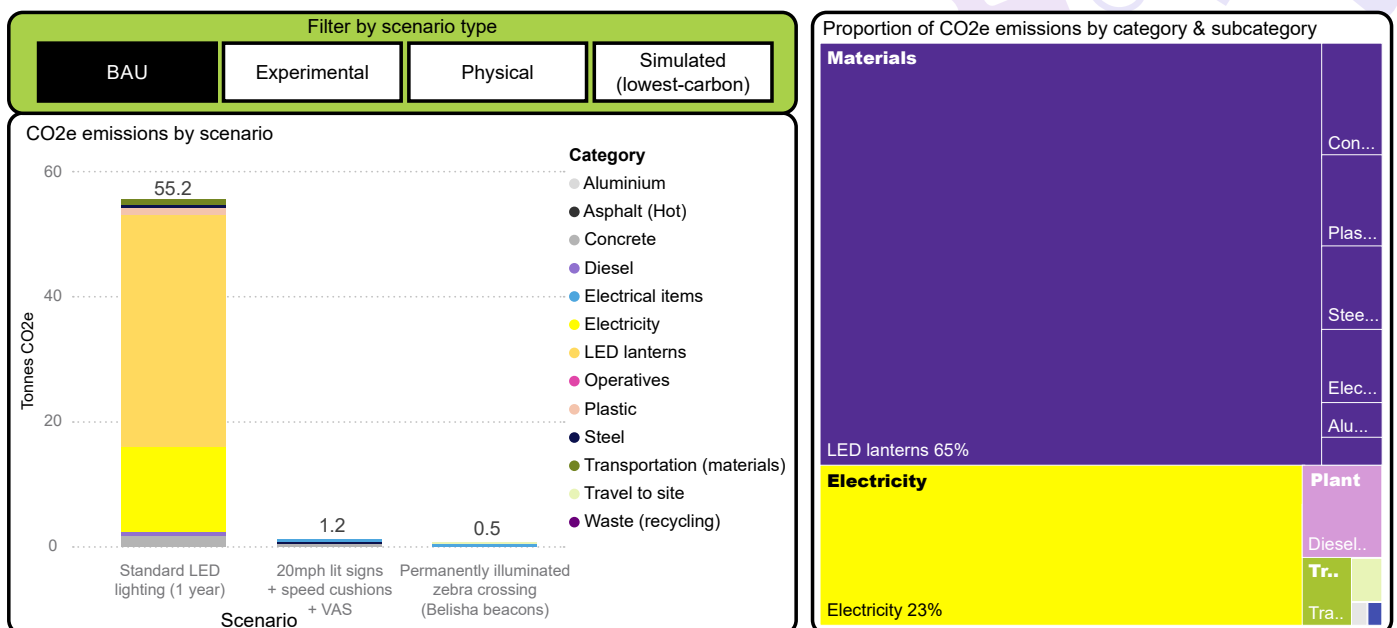 Filter by scenario type
BAU
Experimental
Physical
Simulated
(lowest-carbon)
CO2e emissions by scenario
Tonnes CO2e
60
40
20
0
55.2
1.2
0.5
Standard LED
lighting (1 year)
20mph lit signs
+ speed cushions
+ VAS
Permanently illuminated
zebra crossing
(Belisha beacons)
Scenario
Category
Aluminium
Asphalt (Hot)
Concrete
Diesel
Electrical items
Electricity
LED lanterns
Operatives
Plastic
Steel
Transportation (materials)
Travel to site
Waste (recycling)
Proportion of CO2e emissions by category & subcategory
Materials
LED lanterns 65%
Con...
Plas...
Stee...
Elec...
Alu...
Electricity
Electricity 23%
Plant
Diesel..
Tr..
Tra..